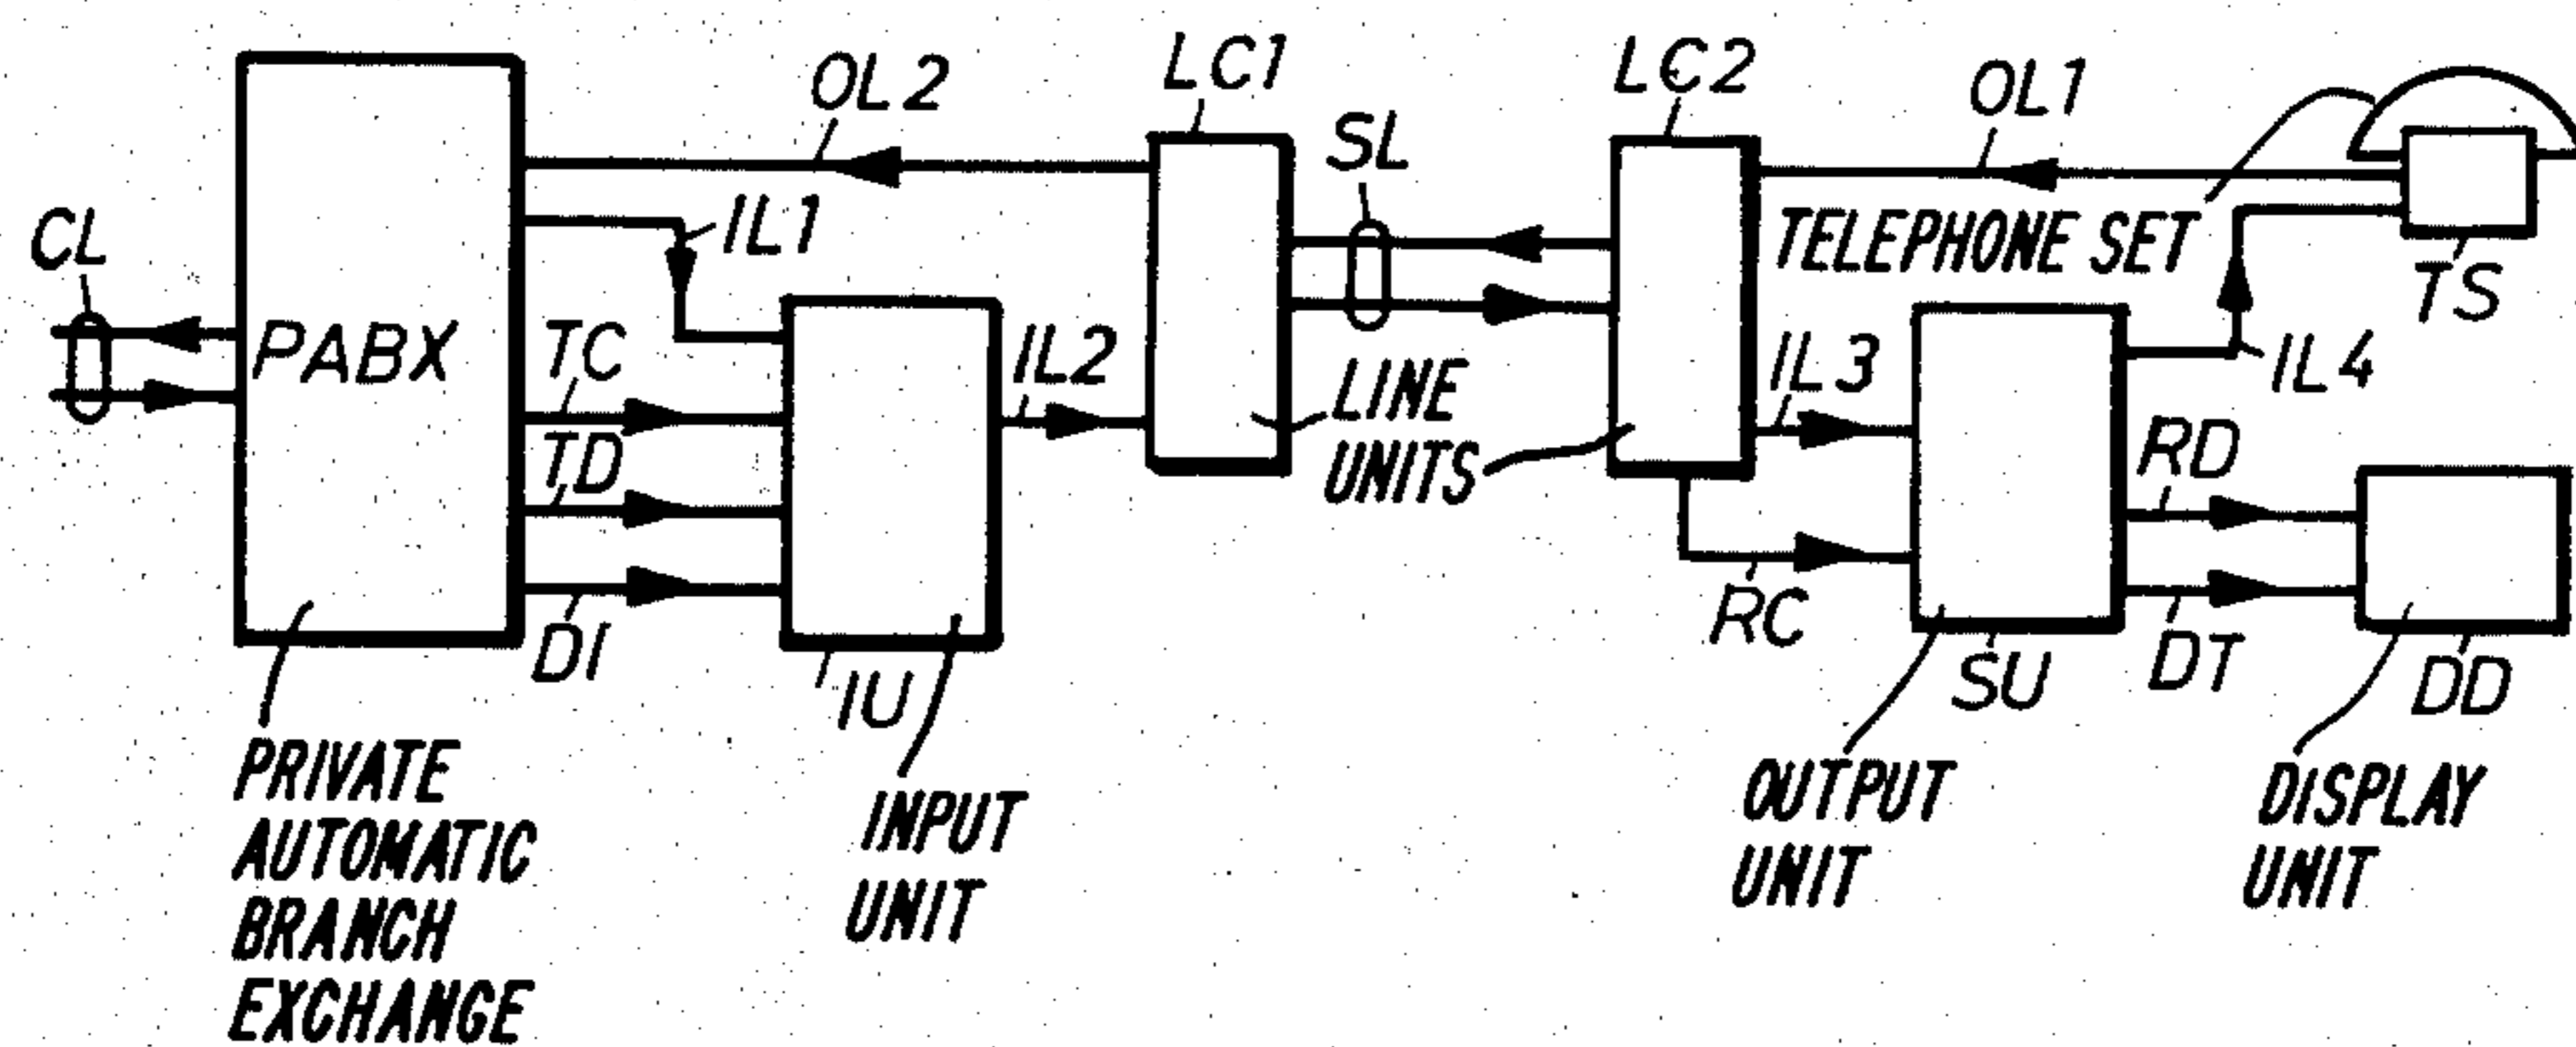 OL2
LC1
LC2
OL1
SL
CL
IL1
TELEPHONE SET
TS
PABX
TC
IL2
LINE
UNITS
IL3
IL4
TD
RD
DI
IU
RC
SU
DT
DD
PRIVATE
AUTOMATIC
BRANCH
EXCHANGE
INPUT
UNIT
OUTPUT
UNIT
DISPLAY
UNIT